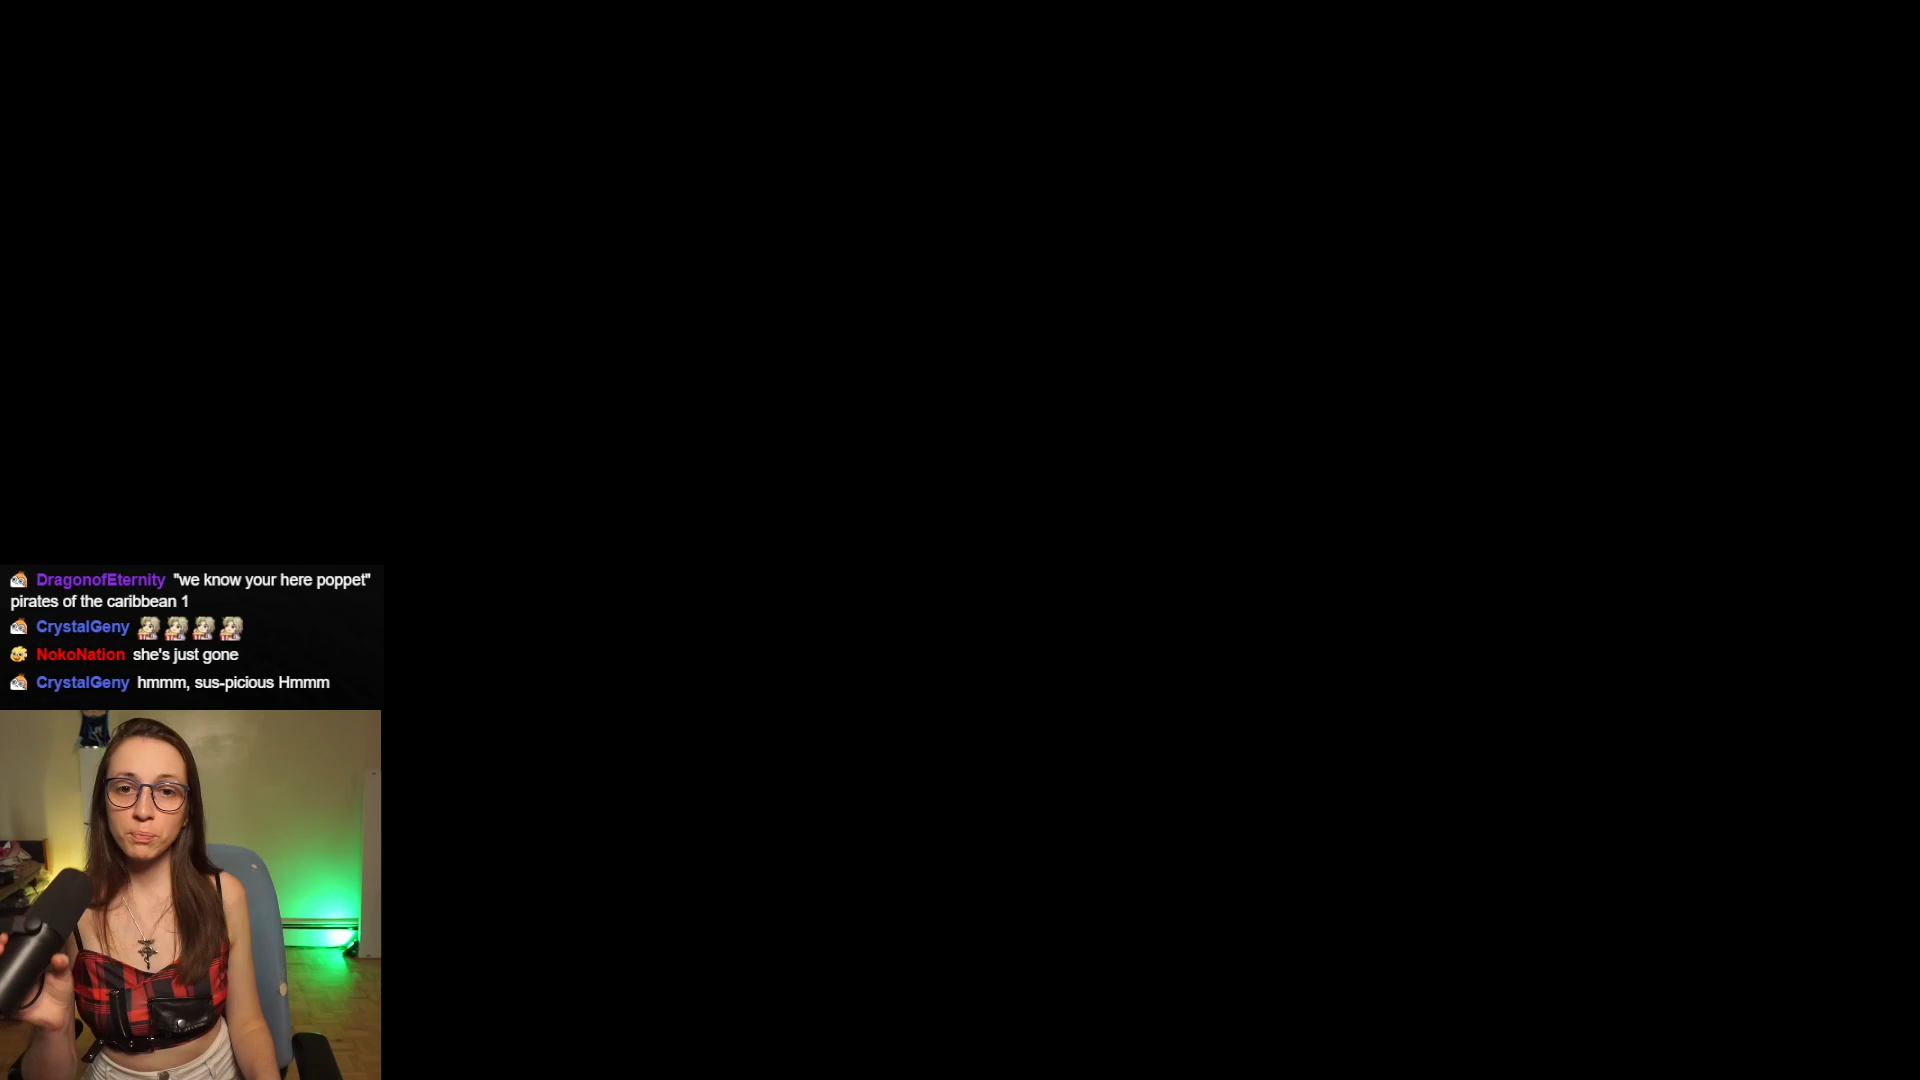 DragonofEternity "we know your here poppet"
pirates of the caribbean 1
CrystalGeny
NokoNation she's just gone
CrystalGeny hmmm, sus-picious Hmmm